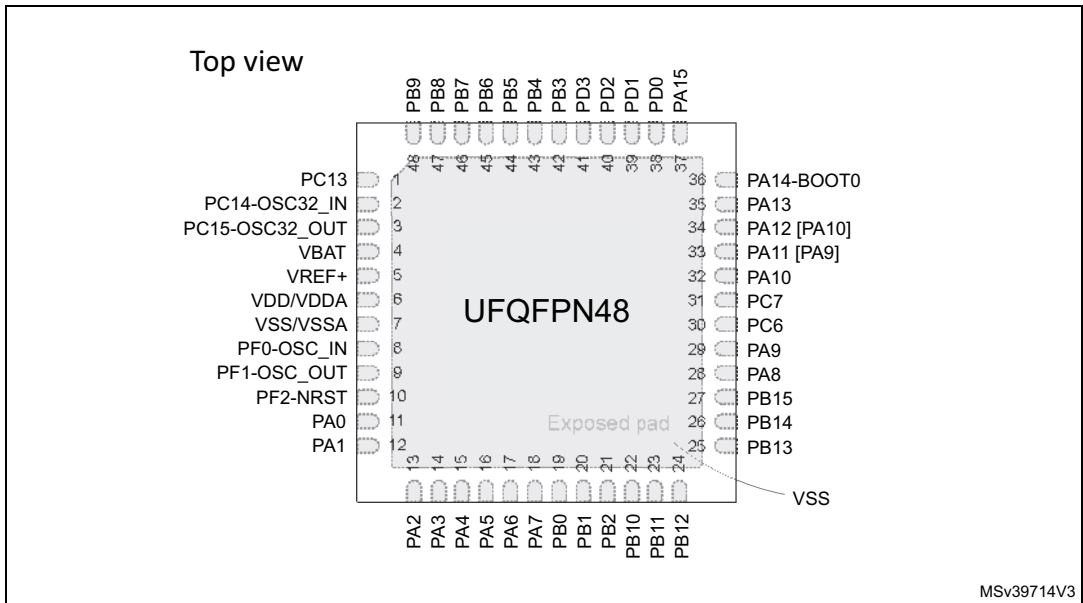 Top view
PB9
PB8
PB7
PB6
PB5
PB4
PB3
PD3
PD2
PD1
PD0
PA15
48
47
46
45
44
43
42
41
40
39
38
37
PC13 1
PC14-OSC32_IN 2
PC15-OSC32_OUT 3
VBAT 4
VREF+ 5
VDD/VDDA 6
VSS/VSSA 7
PF0-OSC_IN 8
PF1-OSC_OUT 9
PF2-NRST 10
PA0 11
PA1 12
UFQFPN48
Exposed pad
36 PA14-BOOT0
35 PA13
34 PA12 [PA10]
33 PA11 [PA9]
32 PA10
31 PC7
30 PC6
29 PA9
28 PA8
27 PB15
26 PB14
25 PB13
13
14
15
16
17
18
19
20
21
22
23
24
VSS
PA2
PA3
PA4
PA5
PA6
PA7
PB0
PB1
PB2
PB10
PB11
PB12
MSv39714V3